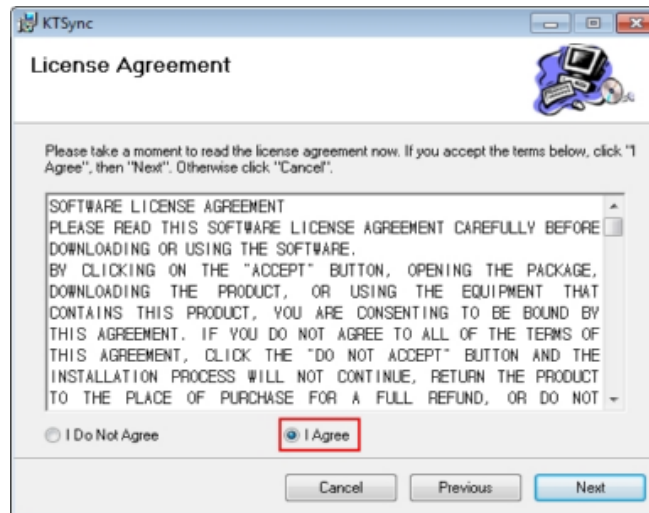 KTSync
License Agreement
Please take a moment to read the license agreement now. If you accept the terms below, click "I
Agree", then "Next". Otherwise click "Cancel".
SOFTWARE LICENSE AGREEMENT
PLEASE READ THIS SOFTWARE LICENSE AGREEMENT CAREFULLY BEFORE
DOWNLOADING OR USING THE SOFTWARE.
BY CLICKING ON THE "ACCEPT" BUTTON, OPENING THE PACKAGE,
DOWNLOADING THE PRODUCT, OR USING THE EQUIPMENT THAT
CONTAINS THIS PRODUCT, YOU ARE CONSENTING TO BE BOUND BY
THIS AGREEMENT. IF YOU DO NOT AGREE TO ALL OF THE TERMS OF
THIS AGREEMENT, CLICK THE "DO NOT ACCEPT" BUTTON AND THE
INSTALLATION PROCESS WILL NOT CONTINUE, RETURN THE PRODUCT
TO THE PLACE OF PURCHASE FOR A FULL REFUND, OR DO NOT
I Do Not Agree I Agree
Cancel Previous Next